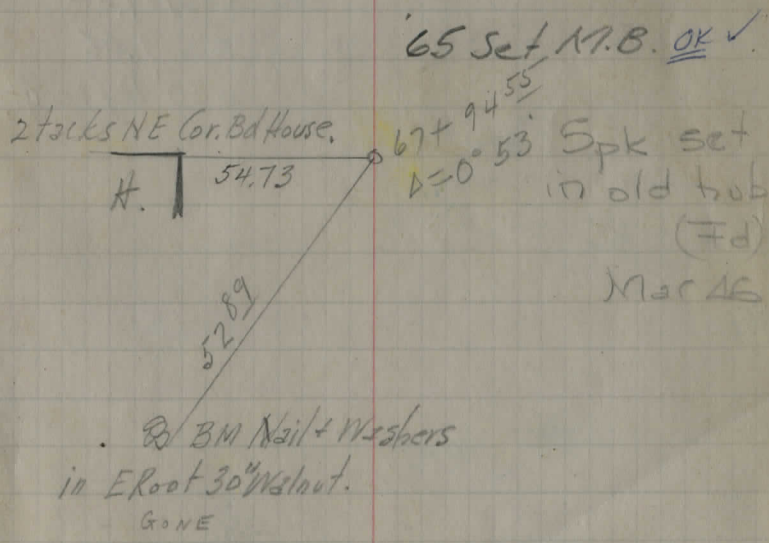 '65 Set M.B. OK ✓
2 tacks NE Cor. Bd House.
67+94 55
Δ=0°53'
Spk set
in old hub
(Fd)
Mar 46
54.73
H.
52 89
BM Nail + Washers
in E Root 30" Walnut.
GONE